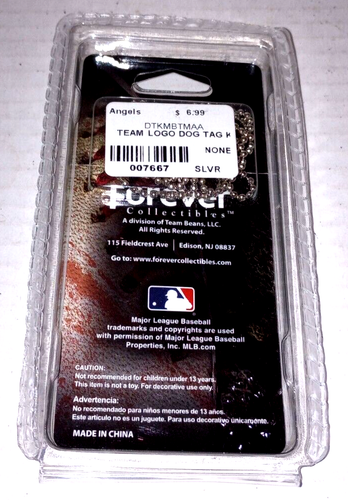 Angels $ 6.99
DTKMBTMAA
TEAM LOGO DOG TAG K
NONE
007667 SLVR
Forever
Collectibles™
A division of Team Beans, LLC.
All Rights Reserved.
115 Fieldcrest Ave | Edison, NJ 08837
Go to: www.forevercollectibles.com
Major League Baseball
trademarks and copyrights are used
with permission of Major League Baseball
Properties, Inc. MLB.com
CAUTION:
Not recommended for children under 13 years.
This item is not a toy. For decorative use only.
Advertencia:
No recomendado para niños menores de 13 años.
Este artículo no es un juguete. Para uso decorativo únicamente.
MADE IN CHINA